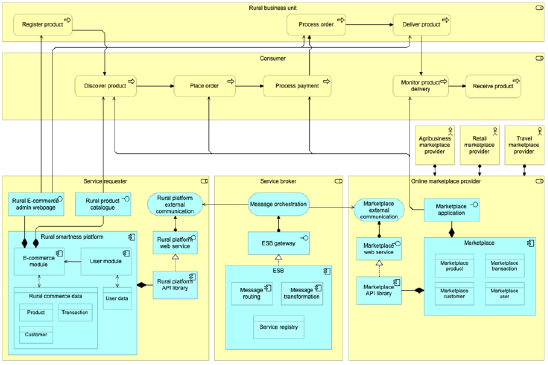 Rural business unit
Register product
Process order
Deliver product
Consumer
Discover product
Place order
Process payment
Monitor product
delivery
Receive product
Agribusiness
marketplace
provider
Retail
marketplace
provider
Travel
marketplace
provider
Service requester
Service broker
Online marketplace provider
Rural E-commerce
admin webpage
Rural product
catalogue
Rural platform
external
communication
Message orchestration
Marketplace
external
communication
Marketplace
application
Rural smartness platform
Rural platform
web service
ESB gateway
Marketplace
web service
Marketplace
E-commerce
module
User module
Rural platform
API library
ESB
Message
routing
Message
transformation
Service registry
Marketplace
API library
Marketplace
product
Marketplace
transaction
Marketplace
customer
Marketplace
user
Rural commerce data
Product
Transaction
Customer
User data